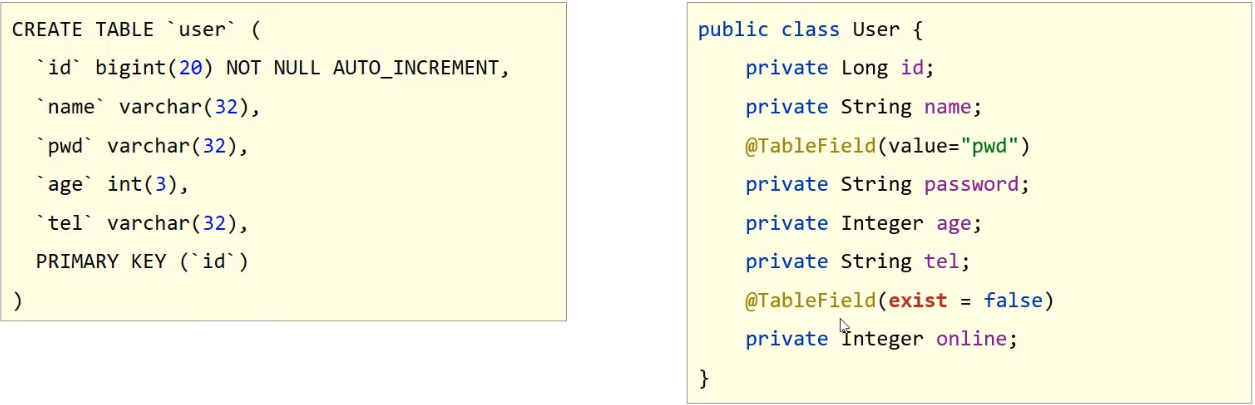 CREATE TABLE `user` (
`id` bigint(20) NOT NULL AUTO_INCREMENT,
`name` varchar(32),
`pwd` varchar(32),
`age` int(3),
`tel` varchar(32),
PRIMARY KEY (`id`)
)
public class User {
private Long id;
private String name;
@TableField(value="pwd")
private String password;
private Integer age;
private String tel;
@TableField(exist = false)
private Integer online;
}